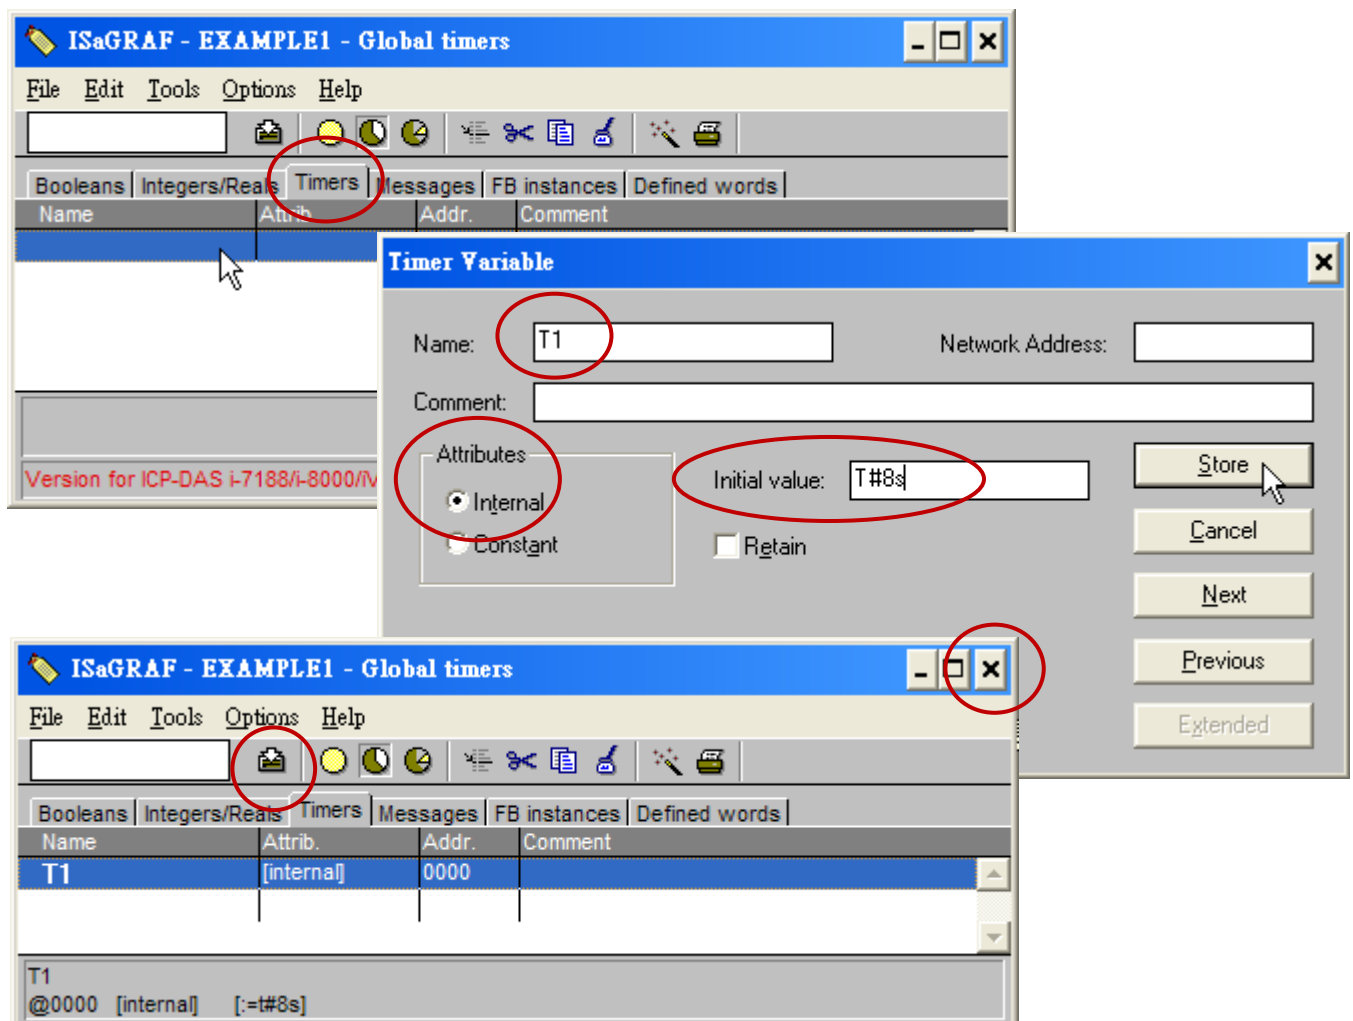 ISaGRAF - EXAMPLE1 - Global timers
File Edit Tools Options Help
Booleans Integers/Reals Timers Messages FB instances Defined words
Name Attrib. Addr. Comment
Version for ICP-DAS i-7188/i-8000/
Timer Variable
Name: T1 Network Address:
Comment:
Attributes
Internal
Constant
Initial value: T#8s
Retain
Store
Cancel
Next
Previous
Extended
ISaGRAF - EXAMPLE1 - Global timers
File Edit Tools Options Help
Booleans Integers/Reals Timers Messages FB instances Defined words
Name Attrib. Addr. Comment
T1 [internal] 0000
T1
@0000 [internal] [:=t#8s]